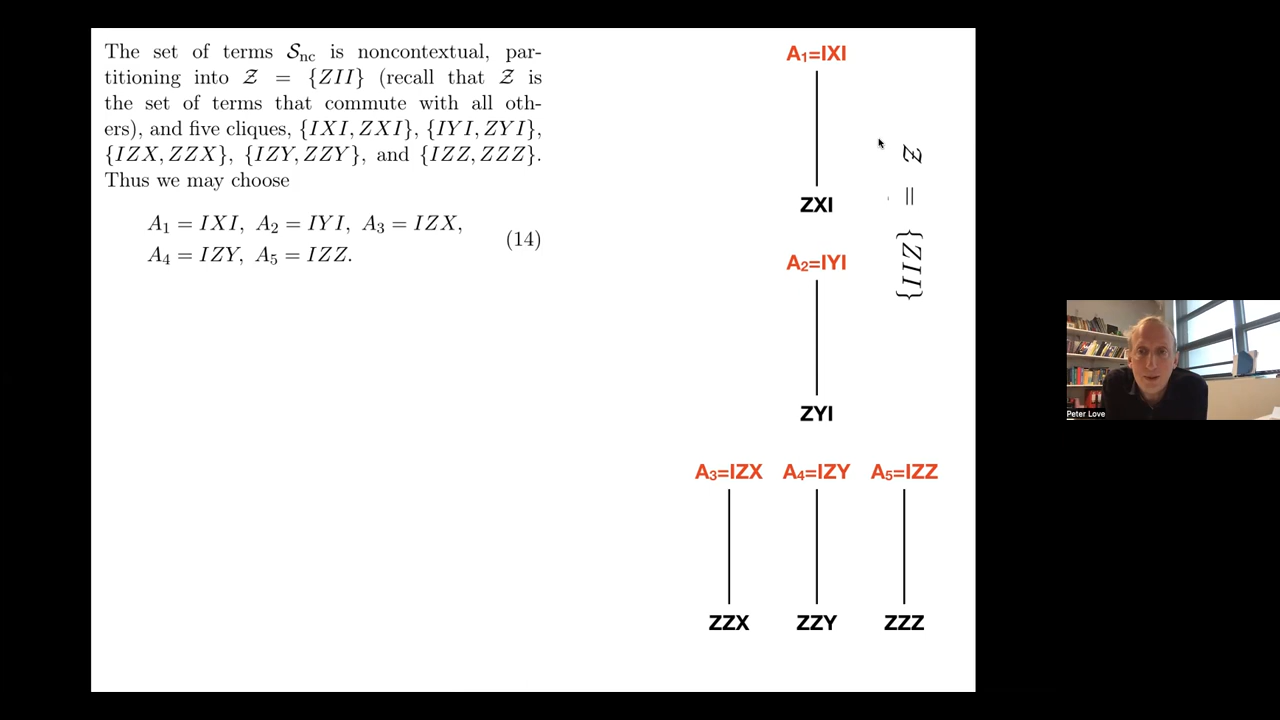 The set of terms 𝒮nc is noncontextual, par-
titioning into 𝒵 = {ZII} (recall that 𝒵 is
the set of terms that commute with all oth-
ers), and five cliques, {IXI, ZXI}, {IYI, ZYI},
{IZX, ZZX}, {IZY, ZZY}, and {IZZ, ZZZ}.
Thus we may choose
A₁ = IXI, A₂ = IYI, A₃ = IZX,
A₄ = IZY, A₅ = IZZ.
(14)
A₁=IXI
ZXI
𝒵 = {ZII}
A₂=IYI
ZYI
A₃=IZX A₄=IZY A₅=IZZ
ZZX ZZY ZZZ
Peter Love